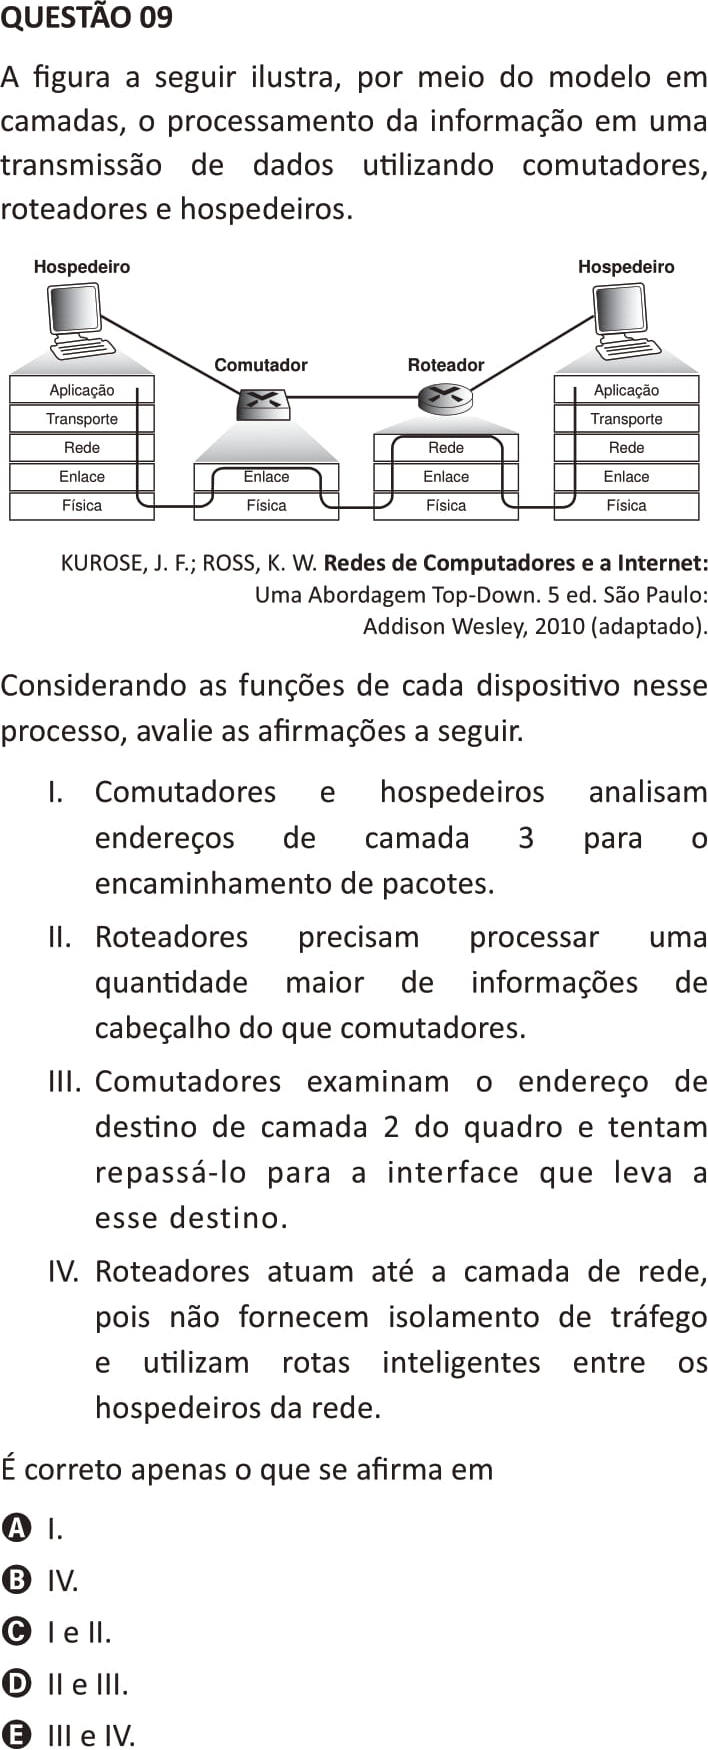 QUESTÃO 09
A figura a seguir ilustra, por meio do modelo em
camadas, o processamento da informação em uma
transmissão de dados utilizando comutadores,
roteadores e hospedeiros.
Hospedeiro
Hospedeiro
Comutador
Roteador
Aplicação
Transporte
Rede
Enlace
Física
Enlace
Física
Rede
Enlace
Física
Aplicação
Transporte
Rede
Enlace
Física
KUROSE, J. F.; ROSS, K. W. Redes de Computadores e a Internet:
Uma Abordagem Top-Down. 5 ed. São Paulo:
Addison Wesley, 2010 (adaptado).
Considerando as funções de cada dispositivo nesse
processo, avalie as afirmações a seguir.
I. Comutadores e hospedeiros analisam
endereços de camada 3 para o
encaminhamento de pacotes.
II. Roteadores precisam processar uma
quantidade maior de informações de
cabeçalho do que comutadores.
III. Comutadores examinam o endereço de
destino de camada 2 do quadro e tentam
repassá-lo para a interface que leva a
esse destino.
IV. Roteadores atuam até a camada de rede,
pois não fornecem isolamento de tráfego
e utilizam rotas inteligentes entre os
hospedeiros da rede.
É correto apenas o que se afirma em
A I.
B IV.
C I e II.
D II e III.
E III e IV.